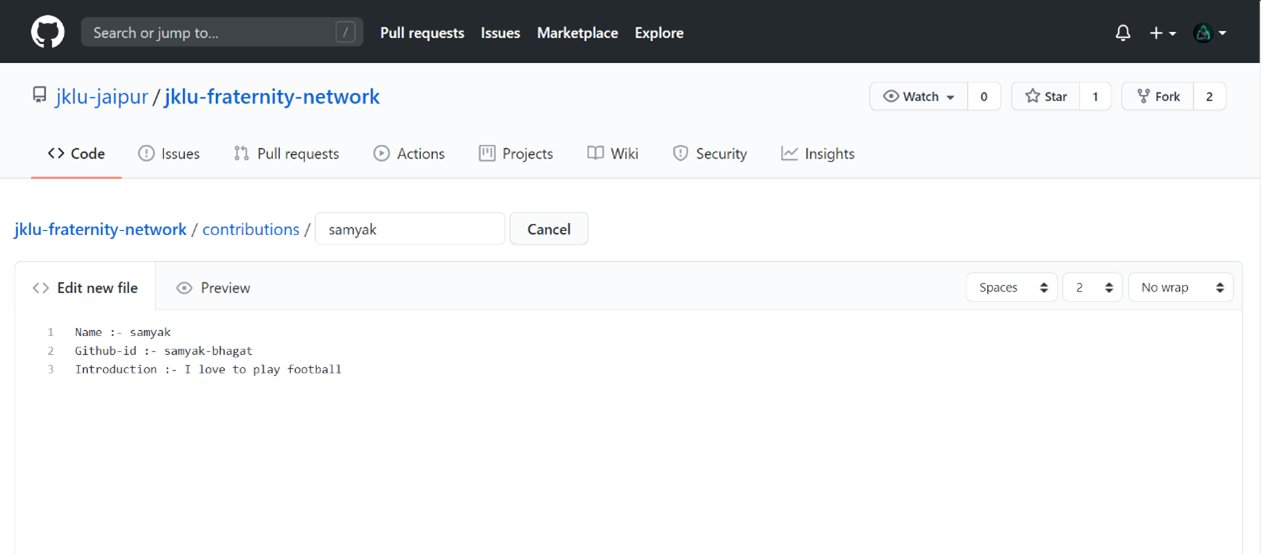 Search or jump to... /
Pull requests Issues Marketplace Explore
jklu-jaipur / jklu-fraternity-network
Watch 0 Star 1 Fork 2
Code Issues Pull requests Actions Projects Wiki Security Insights
jklu-fraternity-network / contributions / samyak Cancel
Edit new file Preview Spaces 2 No wrap
1 Name :- samyak
2 Github-id :- samyak-bhagat
3 Introduction :- I love to play football